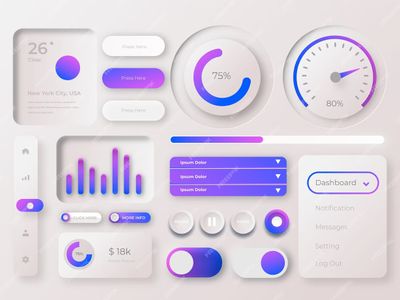 26°
Clear
New York City, USA
Press Here
Press Here
Press Here
75%
80%
Ipsum Dolor
Ipsum Dolor
Ipsum Dolor
CLICK HERE
MORE INFO
75%
$ 18k
Dashboard
Notification
Messages
Setting
Log Out